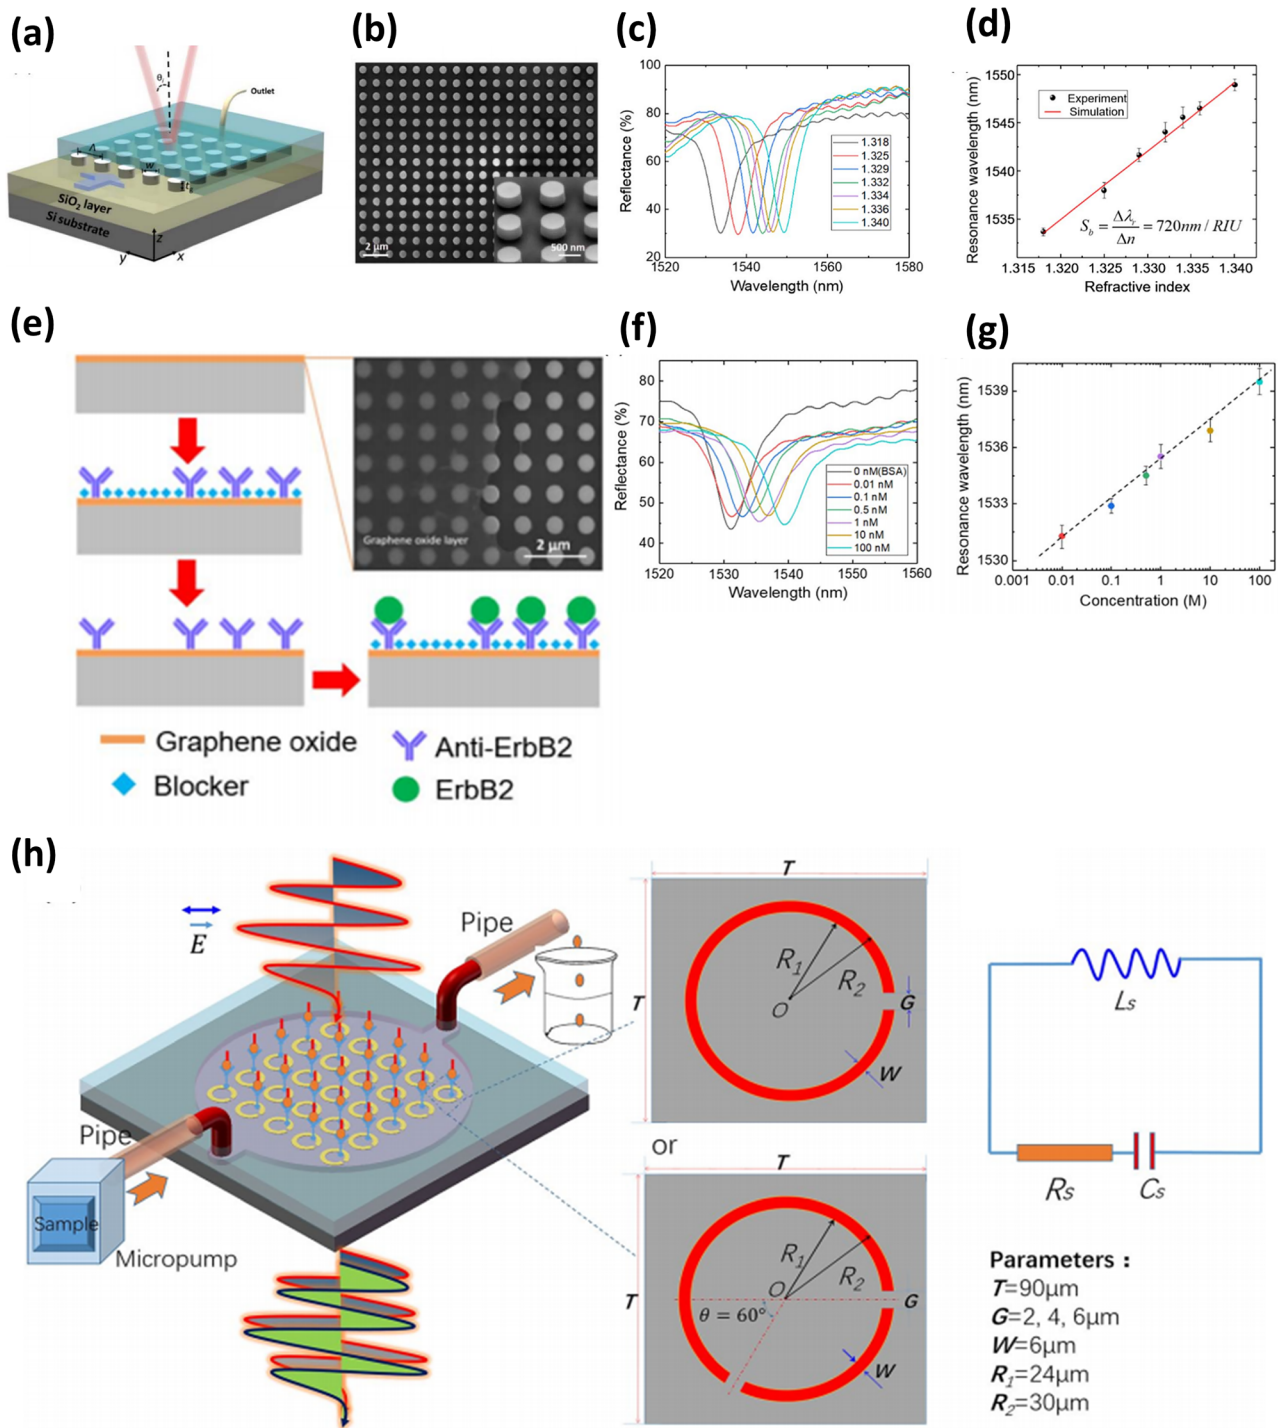 (a)
θi
Outlet
Λ
w
t
SiO2 layer
Si substrate
z
y
x
(b)
2 μm
500 nm
(c)
Reflectance (%)
100
80
60
40
20
1.318
1.325
1.329
1.332
1.334
1.336
1.340
1520
1540
1560
1580
Wavelength (nm)
(d)
Resonance wavelength (nm)
1550
1545
1540
1535
Experiment
Simulation
Sb = Δλr/Δn = 720nm / RIU
1.315
1.320
1.325
1.330
1.335
1.340
Refractive index
(e)
Graphene oxide layer
2 μm
Graphene oxide
Anti-ErbB2
Blocker
ErbB2
(f)
Reflectance (%)
80
70
60
50
40
0 nM(BSA)
0.01 nM
0.1 nM
0.5 nM
1 nM
10 nM
100 nM
1520
1530
1540
1550
1560
Wavelength (nm)
(g)
Resonance wavelength (nm)
1539
1536
1533
1530
0.001
0.01
0.1
1
10
100
Concentration (M)
(h)
E
Pipe
Pipe
Sample
Micropump
T
T
R1
R2
O
G
W
or
T
T
R1
R2
O
G
θ = 60°
W
Ls
Rs
Cs
Parameters :
T=90μm
G=2, 4, 6μm
W=6μm
R1=24μm
R2=30μm